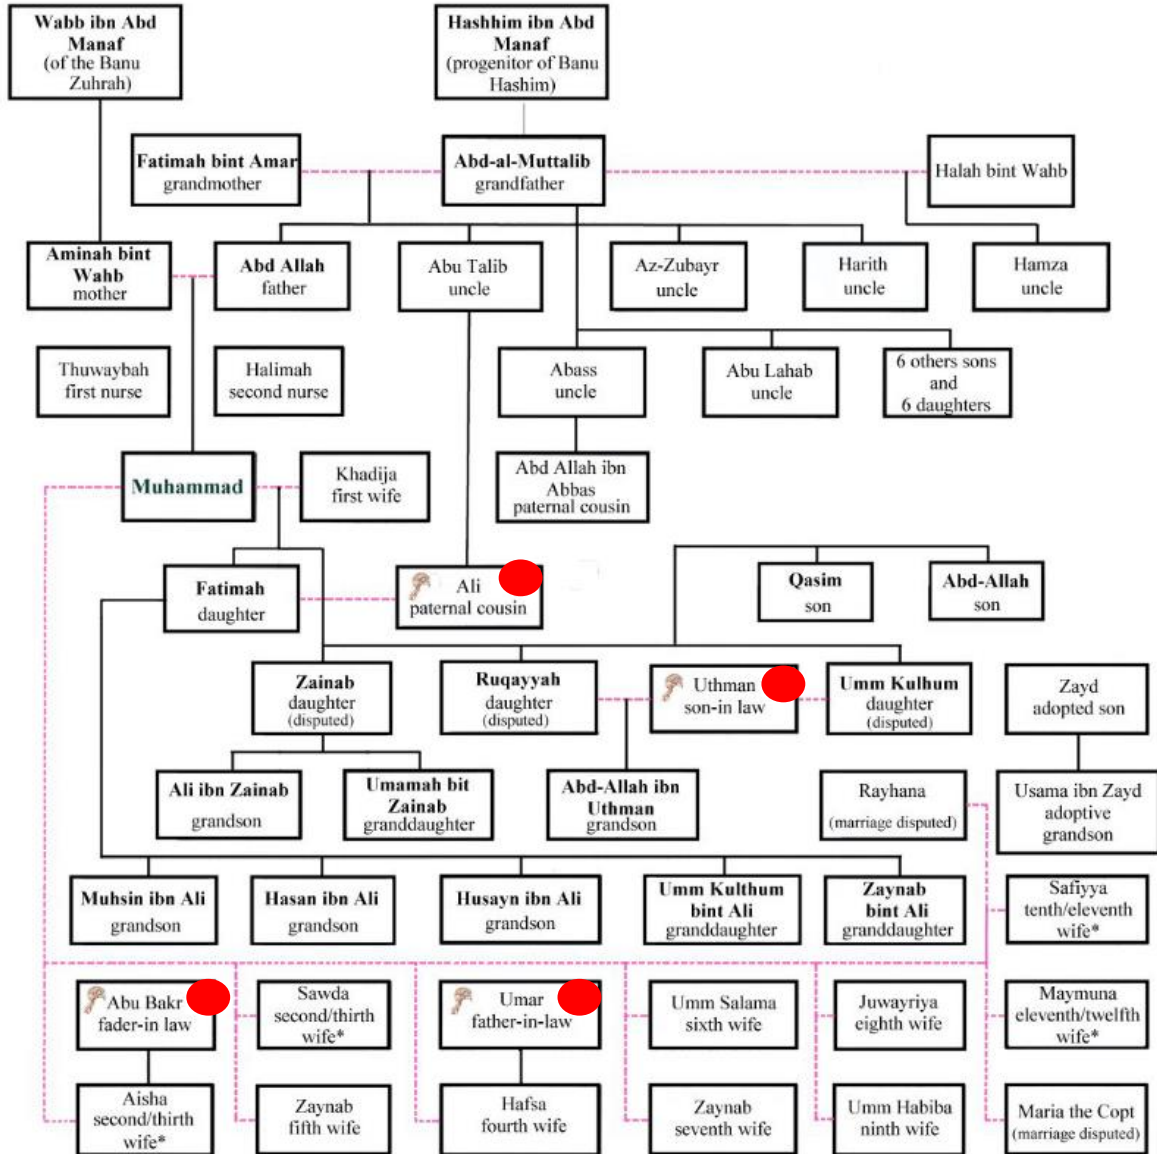 Wabb ibn Abd
Manaf
(of the Banu
Zuhrah)
Hashhim ibn Abd
Manaf
(progenitor of Banu
Hashim)
Fatimah bint Amar
grandmother
Abd-al-Muttalib
grandfather
Halah bint Wahb
Aminah bint
Wahb
mother
Abd Allah
father
Abu Talib
uncle
Az-Zubayr
uncle
Harith
uncle
Hamza
uncle
Thuwaybah
first nurse
Halimah
second nurse
Abass
uncle
Abu Lahab
uncle
6 others sons
and
6 daughters
Muhammad
Khadija
first wife
Abd Allah ibn
Abbas
paternal cousin
Fatimah
daughter
Ali
paternal cousin
Qasim
son
Abd-Allah
son
Zainab
daughter
(disputed)
Ruqayyah
daughter
(disputed)
Uthman
son-in law
Umm Kulhum
daughter
(disputed)
Zayd
adopted son
Ali ibn Zainab
grandson
Umamah bit
Zainab
granddaughter
Abd-Allah ibn
Uthman
grandson
Rayhana
(marriage disputed)
Usama ibn Zayd
adoptive
grandson
Muhsin ibn Ali
grandson
Hasan ibn Ali
grandson
Husayn ibn Ali
grandson
Umm Kulthum
bint Ali
granddaughter
Zaynab
bint Ali
granddaughter
Safiyya
tenth/eleventh
wife*
Abu Bakr
fader-in law
Sawda
second/thirth
wife*
Umar
father-in-law
Umm Salama
sixth wife
Juwayriya
eighth wife
Maymuna
eleventh/twelfth
wife*
Aisha
second/thirth
wife*
Zaynab
fifth wife
Hafsa
fourth wife
Zaynab
seventh wife
Umm Habiba
ninth wife
Maria the Copt
(marriage disputed)